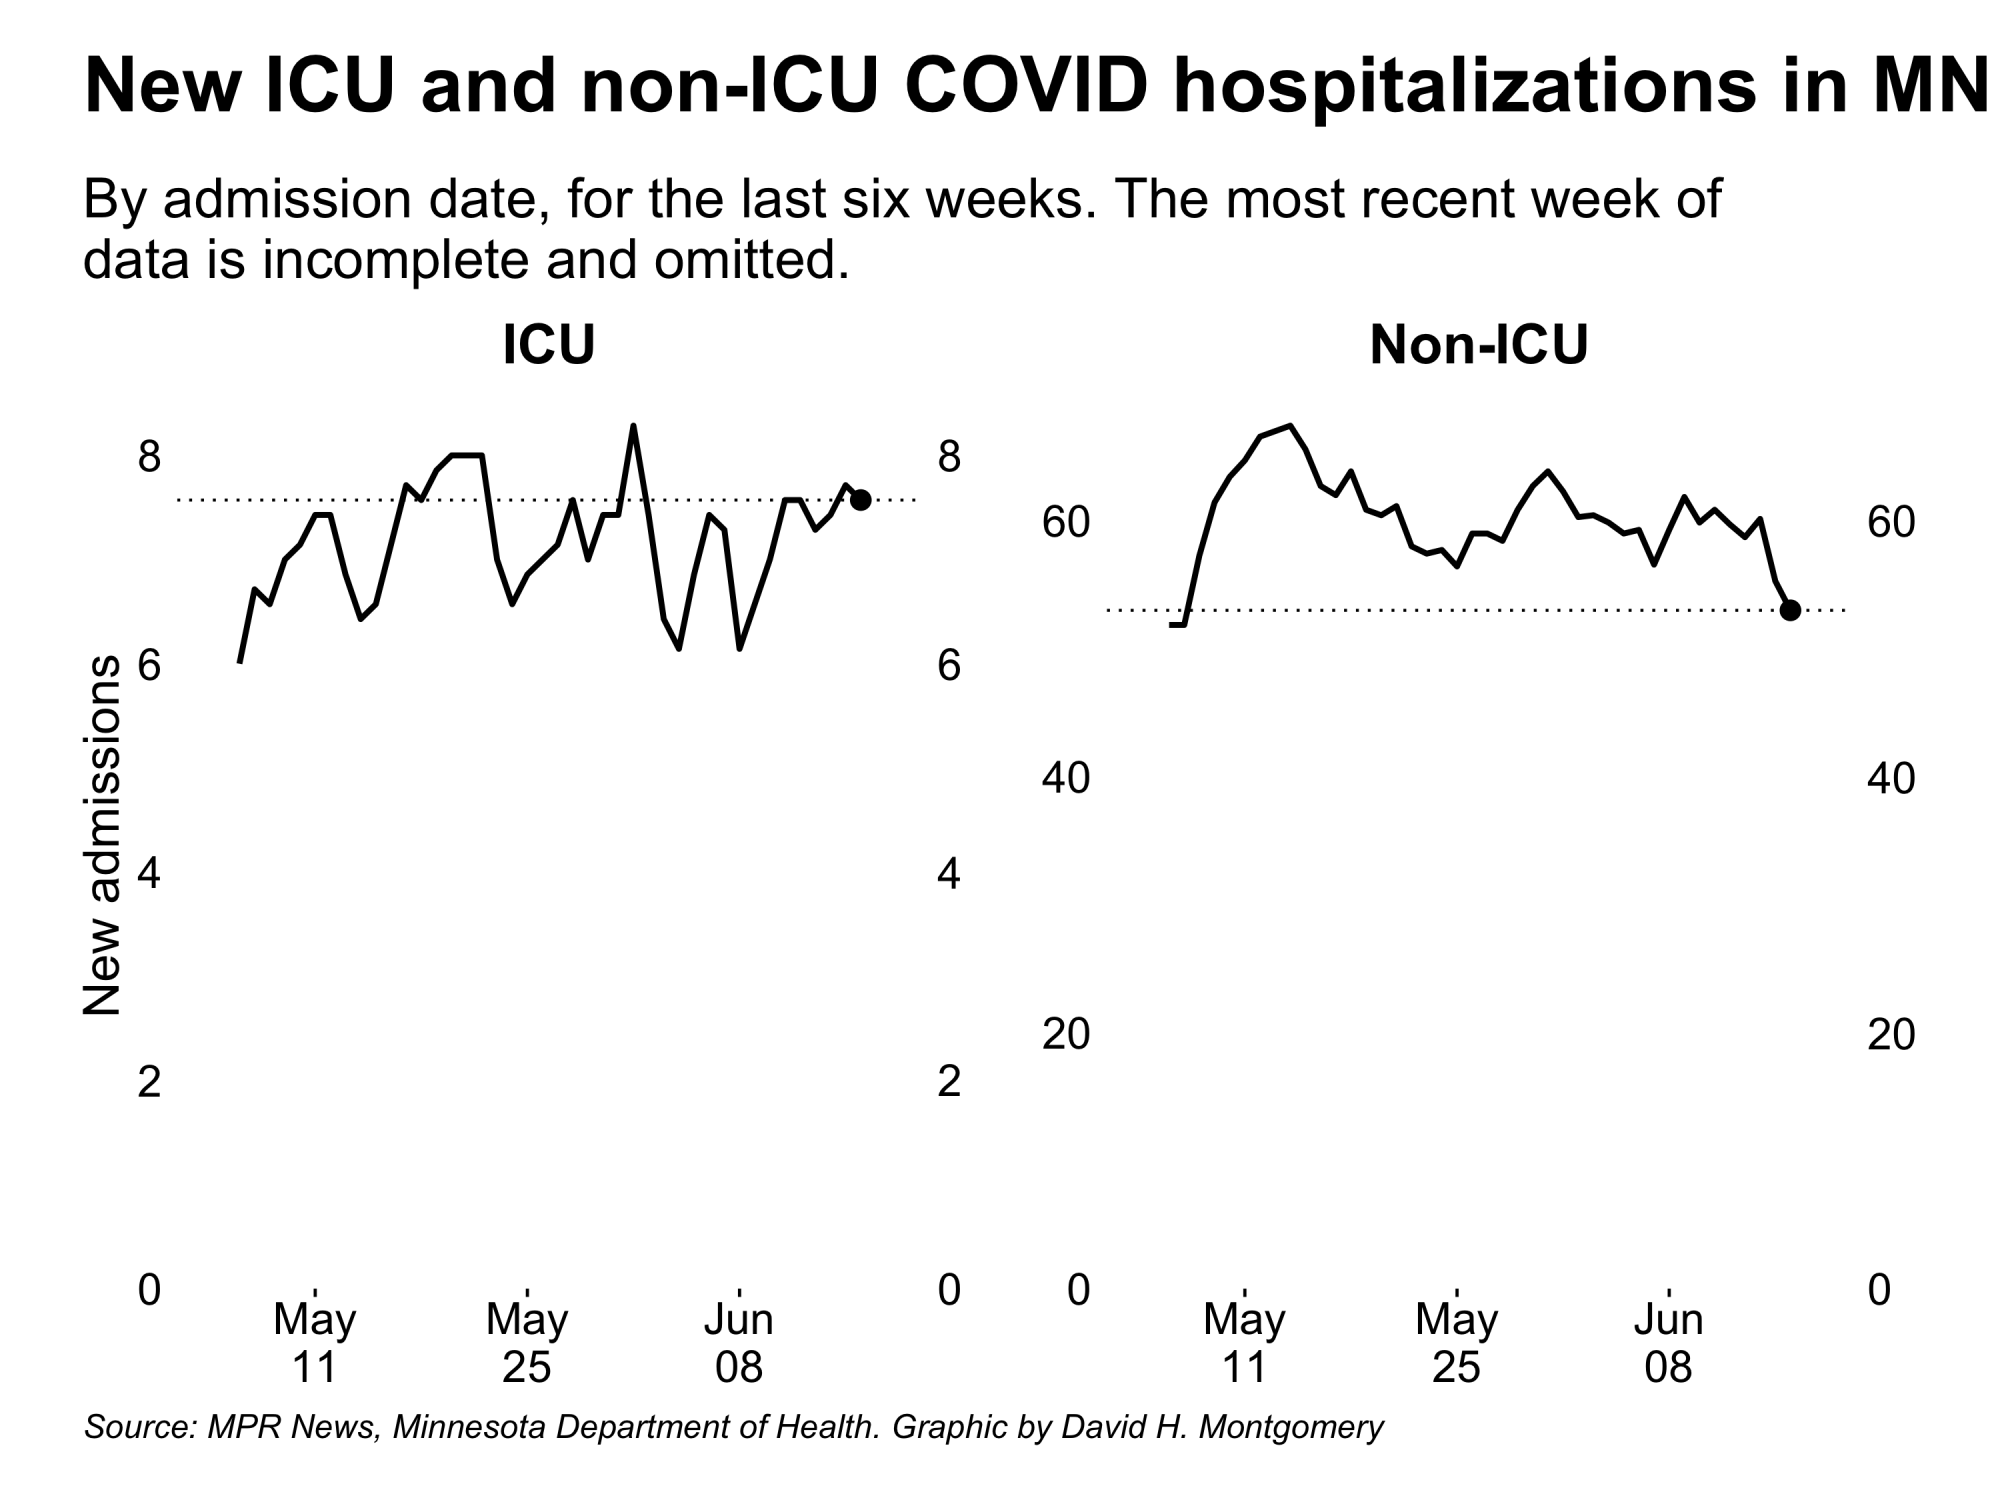 New ICU and non-ICU COVID hospitalizations in MN
By admission date, for the last six weeks. The most recent week of
data is incomplete and omitted.
ICU
Non-ICU
New admissions
8
6
4
2
0
8
6
4
2
0
60
40
20
0
60
40
20
0
May
11
May
25
Jun
08
May
11
May
25
Jun
08
Source: MPR News, Minnesota Department of Health. Graphic by David H. Montgomery